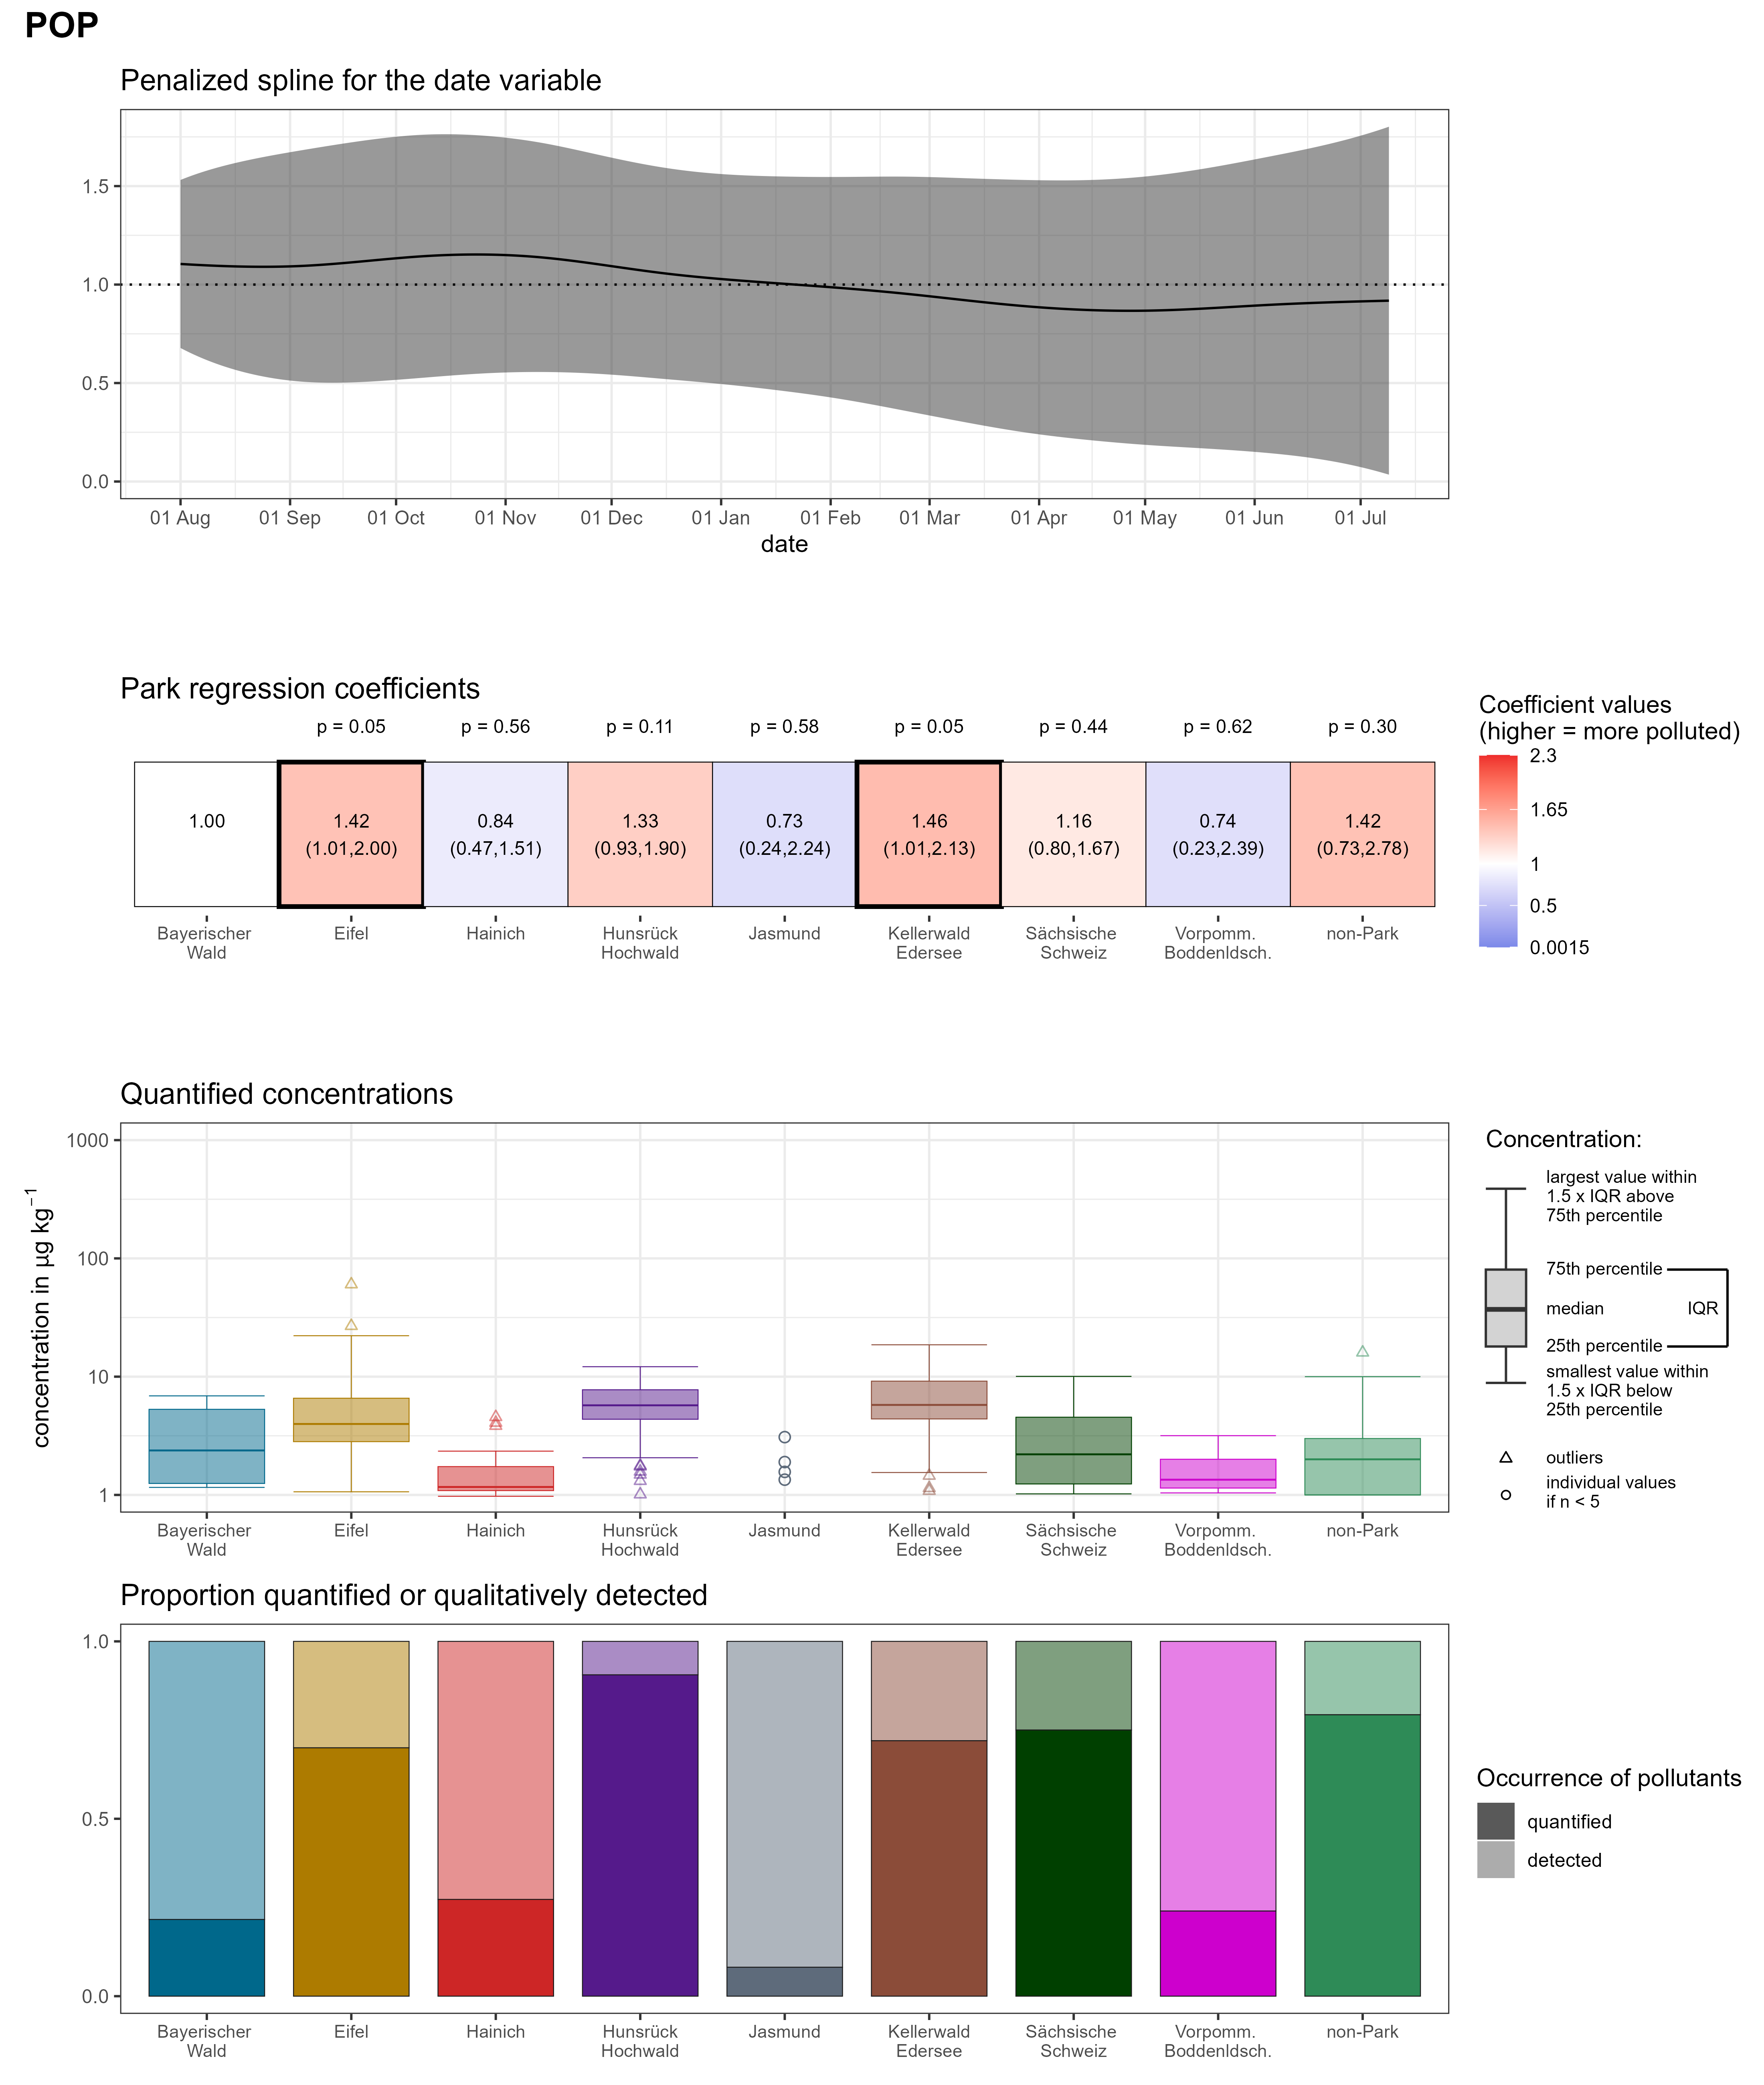 POP
Penalized spline for the date variable
1.5
1.0
0.5
0.0
01 Aug 01 Sep 01 Oct 01 Nov 01 Dec 01 Jan 01 Feb 01 Mar 01 Apr 01 May 01 Jun 01 Jul
date
Park regression coefficients
p = 0.05 p = 0.56 p = 0.11 p = 0.58 p = 0.05 p = 0.44 p = 0.62 p = 0.30
1.00 1.42 0.84 1.33 0.73 1.46 1.16 0.74 1.42
(1.01,2.00) (0.47,1.51) (0.93,1.90) (0.24,2.24) (1.01,2.13) (0.80,1.67) (0.23,2.39) (0.73,2.78)
Bayerischer Eifel Hainich Hunsrück Jasmund Kellerwald Sächsische Vorpomm. non-Park
Wald Hochwald Edersee Schweiz Boddenldsch.
Coefficient values
(higher = more polluted)
2.3
1.65
1
0.5
0.0015
Quantified concentrations
concentration in µg kg⁻¹
1000
100
10
1
Bayerischer Eifel Hainich Hunsrück Jasmund Kellerwald Sächsische Vorpomm. non-Park
Wald Hochwald Edersee Schweiz Boddenldsch.
Concentration:
largest value within
1.5 x IQR above
75th percentile
75th percentile
median IQR
25th percentile
smallest value within
1.5 x IQR below
25th percentile
outliers
individual values
if n < 5
Proportion quantified or qualitatively detected
1.0
0.5
0.0
Bayerischer Eifel Hainich Hunsrück Jasmund Kellerwald Sächsische Vorpomm. non-Park
Wald Hochwald Edersee Schweiz Boddenldsch.
Occurrence of pollutants
quantified
detected